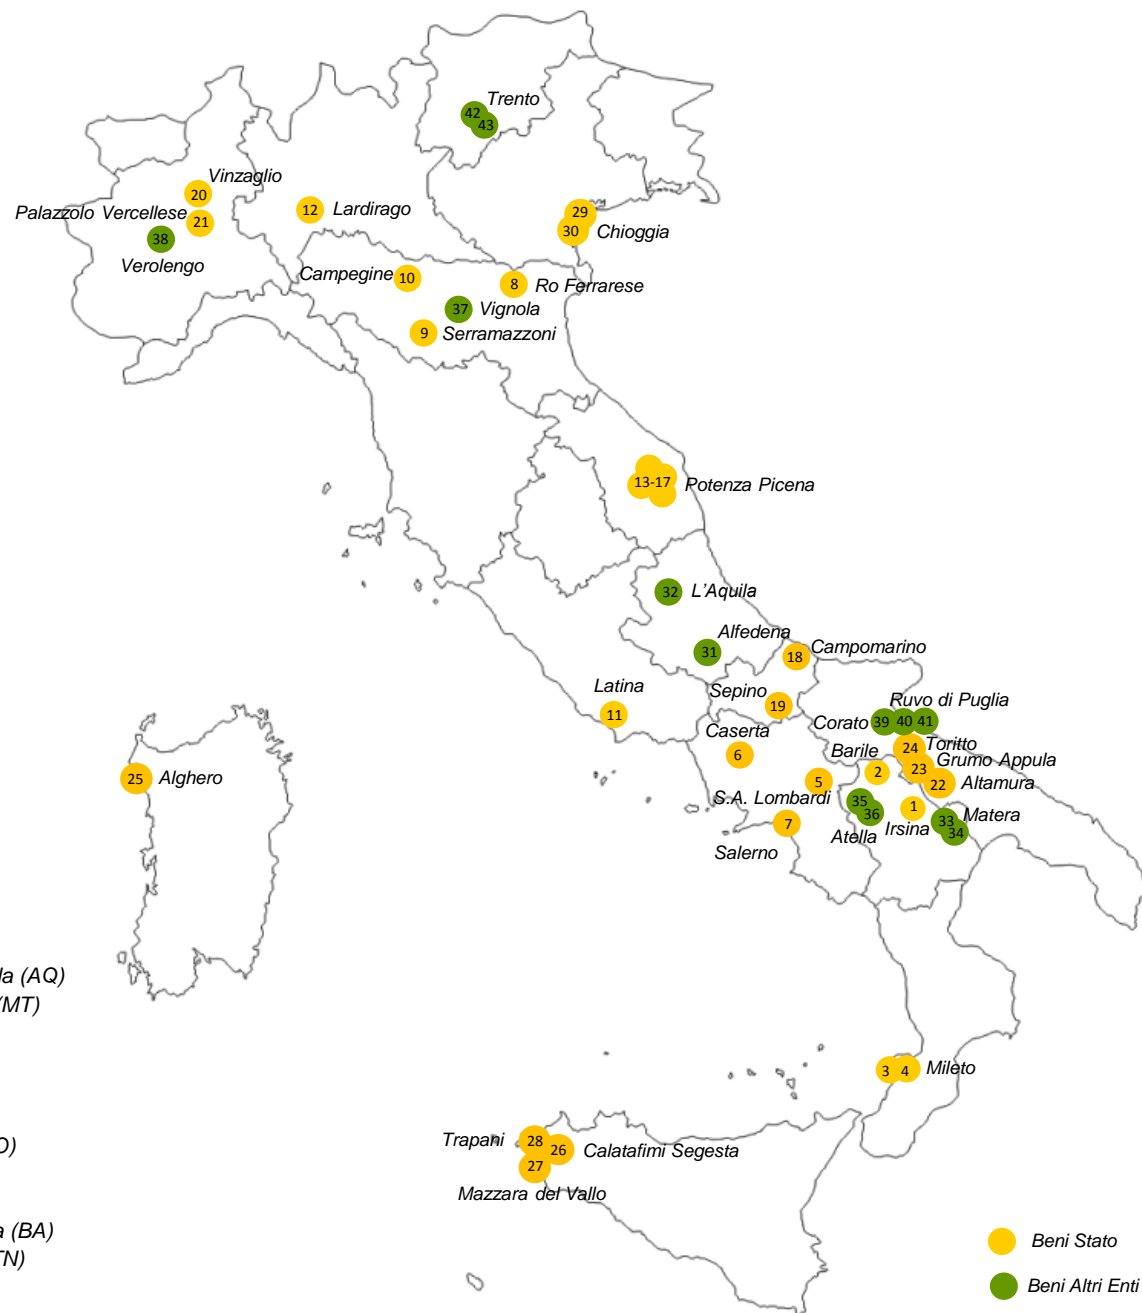 Trento
42
43
Vinzaglio
20
Palazzolo Vercellese
21
38
Verolengo
12 Lardirago
29
30 Chioggia
Campegine 10
8 Ro Ferrarese
37 Vignola
9 Serramazzoni
13-17 Potenza Picena
32 L'Aquila
Alfedena
31
Campomarino
18
Latina
11
Sepino
19
Ruvo di Puglia
Corato 39 40 41
Caserta
6
Barile
2
24 Toritto
23 Grumo Appula
22 Altamura
25 Alghero
5
S.A. Lombardi
7
Salerno
35
36
Atella
Irsina
1
Matera
33
34
la (AQ)
(MT)
3 4 Mileto
O)
Trapani 28
26 Calatafimi Segesta
27
Mazzara del Vallo
a (BA)
TN)
Beni Stato
Beni Altri Enti